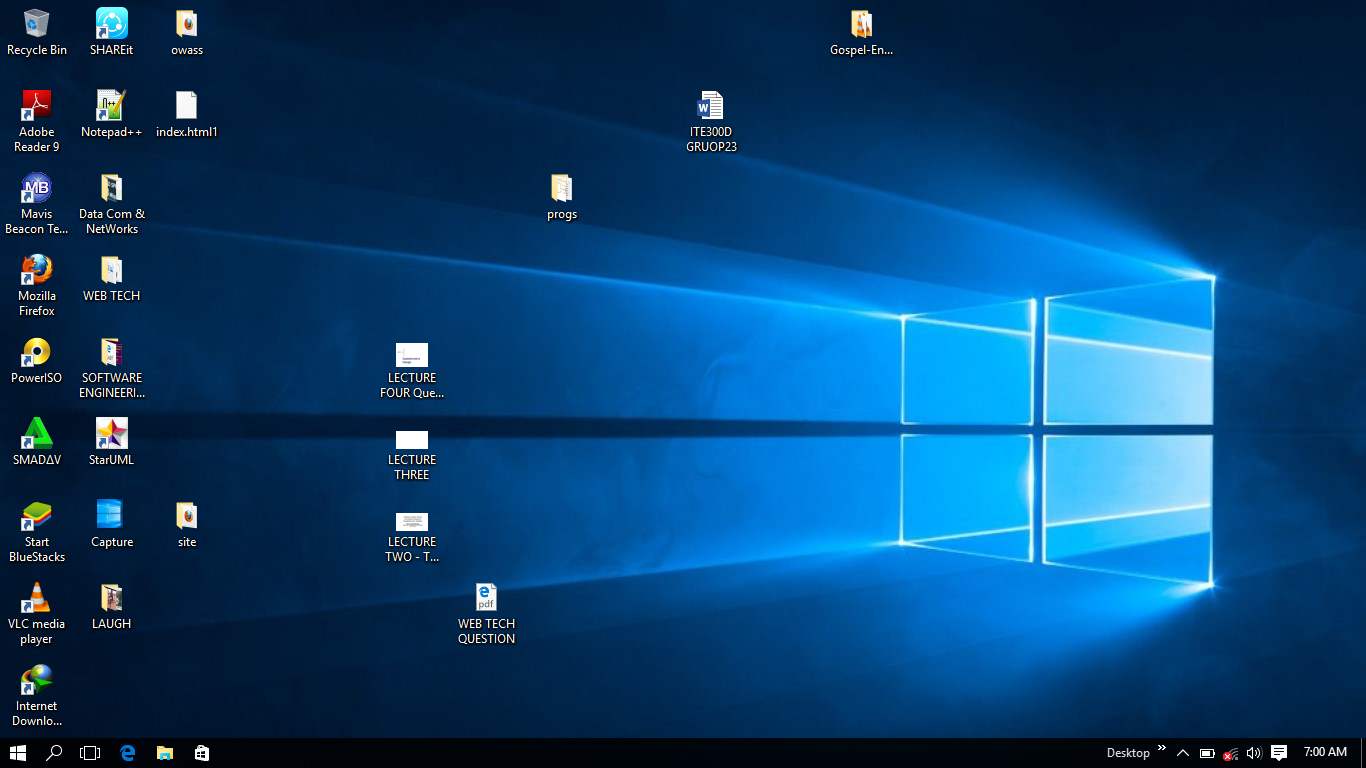 Recycle Bin
SHAREit
owass
Gospel-En...
Adobe
Reader 9
Notepad++
index.html1
ITE300D
GRUOP23
Mavis
Beacon Te...
Data Com &
NetWorks
progs
Mozilla
Firefox
WEB TECH
PowerISO
SOFTWARE
ENGINEERI...
LECTURE
FOUR Que...
SMADΔV
StarUML
LECTURE
THREE
Start
BlueStacks
Capture
site
LECTURE
TWO - T...
VLC media
player
LAUGH
pdf
WEB TECH
QUESTION
Internet
Downlo...
Desktop
7:00 AM